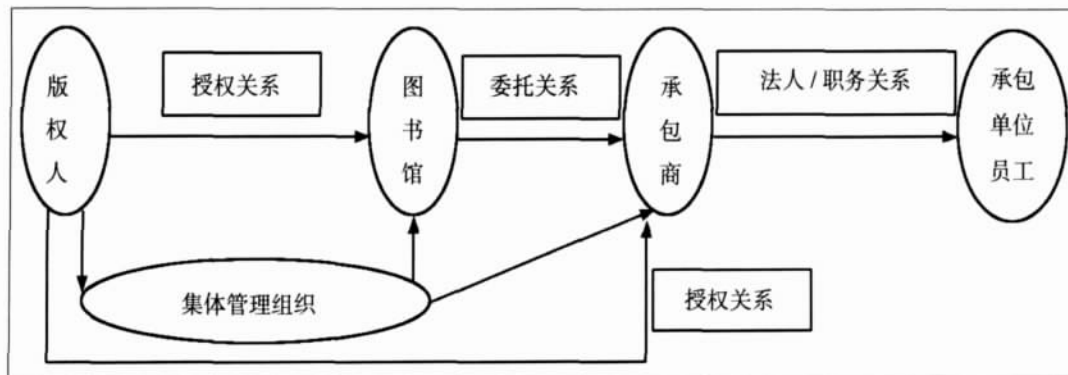 版权人
授权关系
图书馆
委托关系
承包商
法人/职务关系
承包
单位
员工
集体管理组织
授权关系